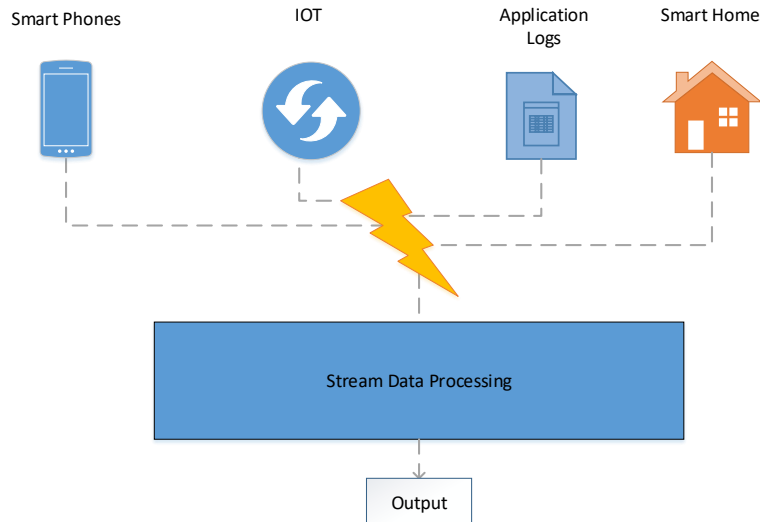 Smart Phones
IOT
Application
Logs
Smart Home
Stream Data Processing
Output